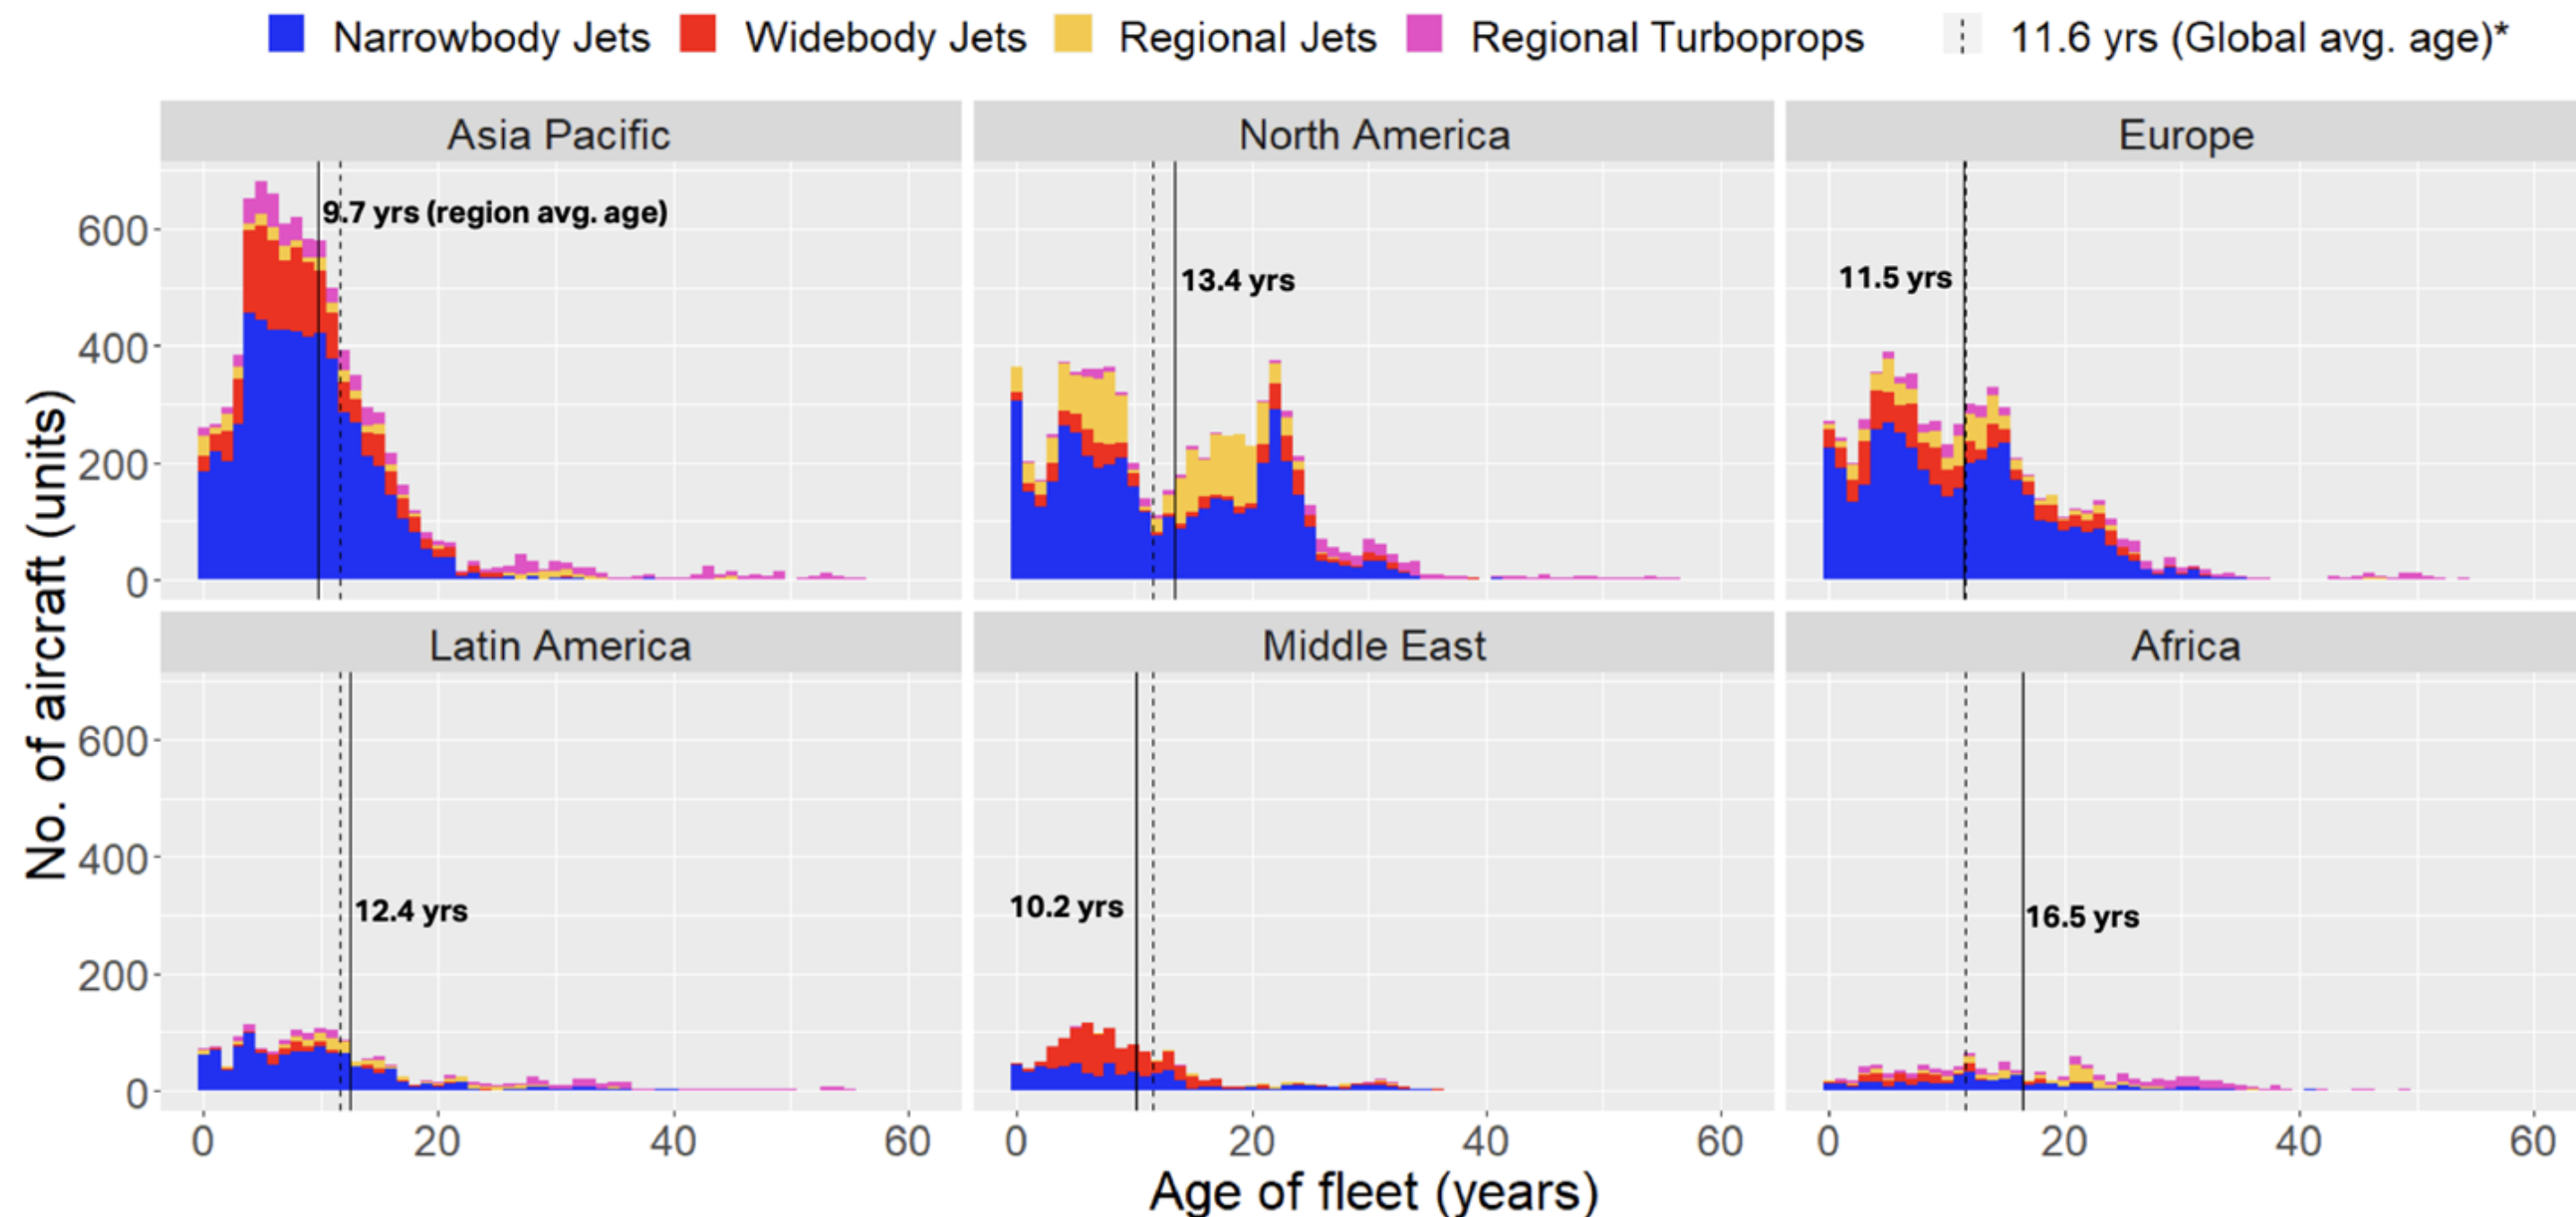 Narrowbody Jets Widebody Jets Regional Jets Regional Turboprops 11.6 yrs (Global avg. age)*
Asia Pacific North America Europe
9.7 yrs (region avg. age)
13.4 yrs
11.5 yrs
600
400
200
0
Latin America Middle East Africa
12.4 yrs
10.2 yrs
16.5 yrs
600
400
200
0
No. of aircraft (units)
0 20 40 60 0 20 40 60 0 20 40 60
Age of fleet (years)